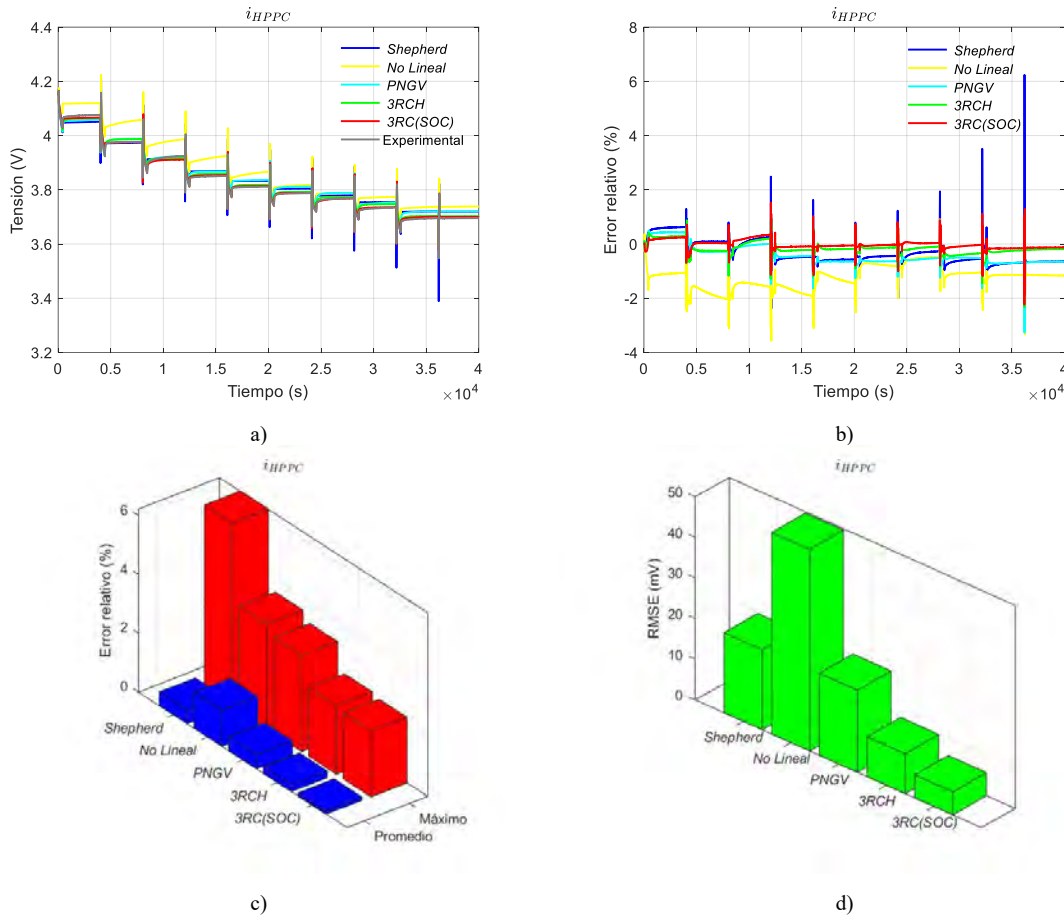 i_HPPC
4.4
4.2
4
3.8
3.6
3.4
3.2
Tensión (V)
Shepherd
No Lineal
PNGV
3RCH
3RC(SOC)
Experimental
0 0.5 1 1.5 2 2.5 3 3.5 4
Tiempo (s)
×10⁴
a)
i_HPPC
8
6
4
2
0
-2
-4
Error relativo (%)
Shepherd
No Lineal
PNGV
3RCH
3RC(SOC)
0 0.5 1 1.5 2 2.5 3 3.5 4
Tiempo (s)
×10⁴
b)
i_HPPC
6
4
2
0
Error relativo (%)
Shepherd
No Lineal
PNGV
3RCH
3RC(SOC)
Máximo
Promedio
c)
i_HPPC
50
40
30
20
10
0
RMSE (mV)
Shepherd
No Lineal
PNGV
3RCH
3RC(SOC)
d)